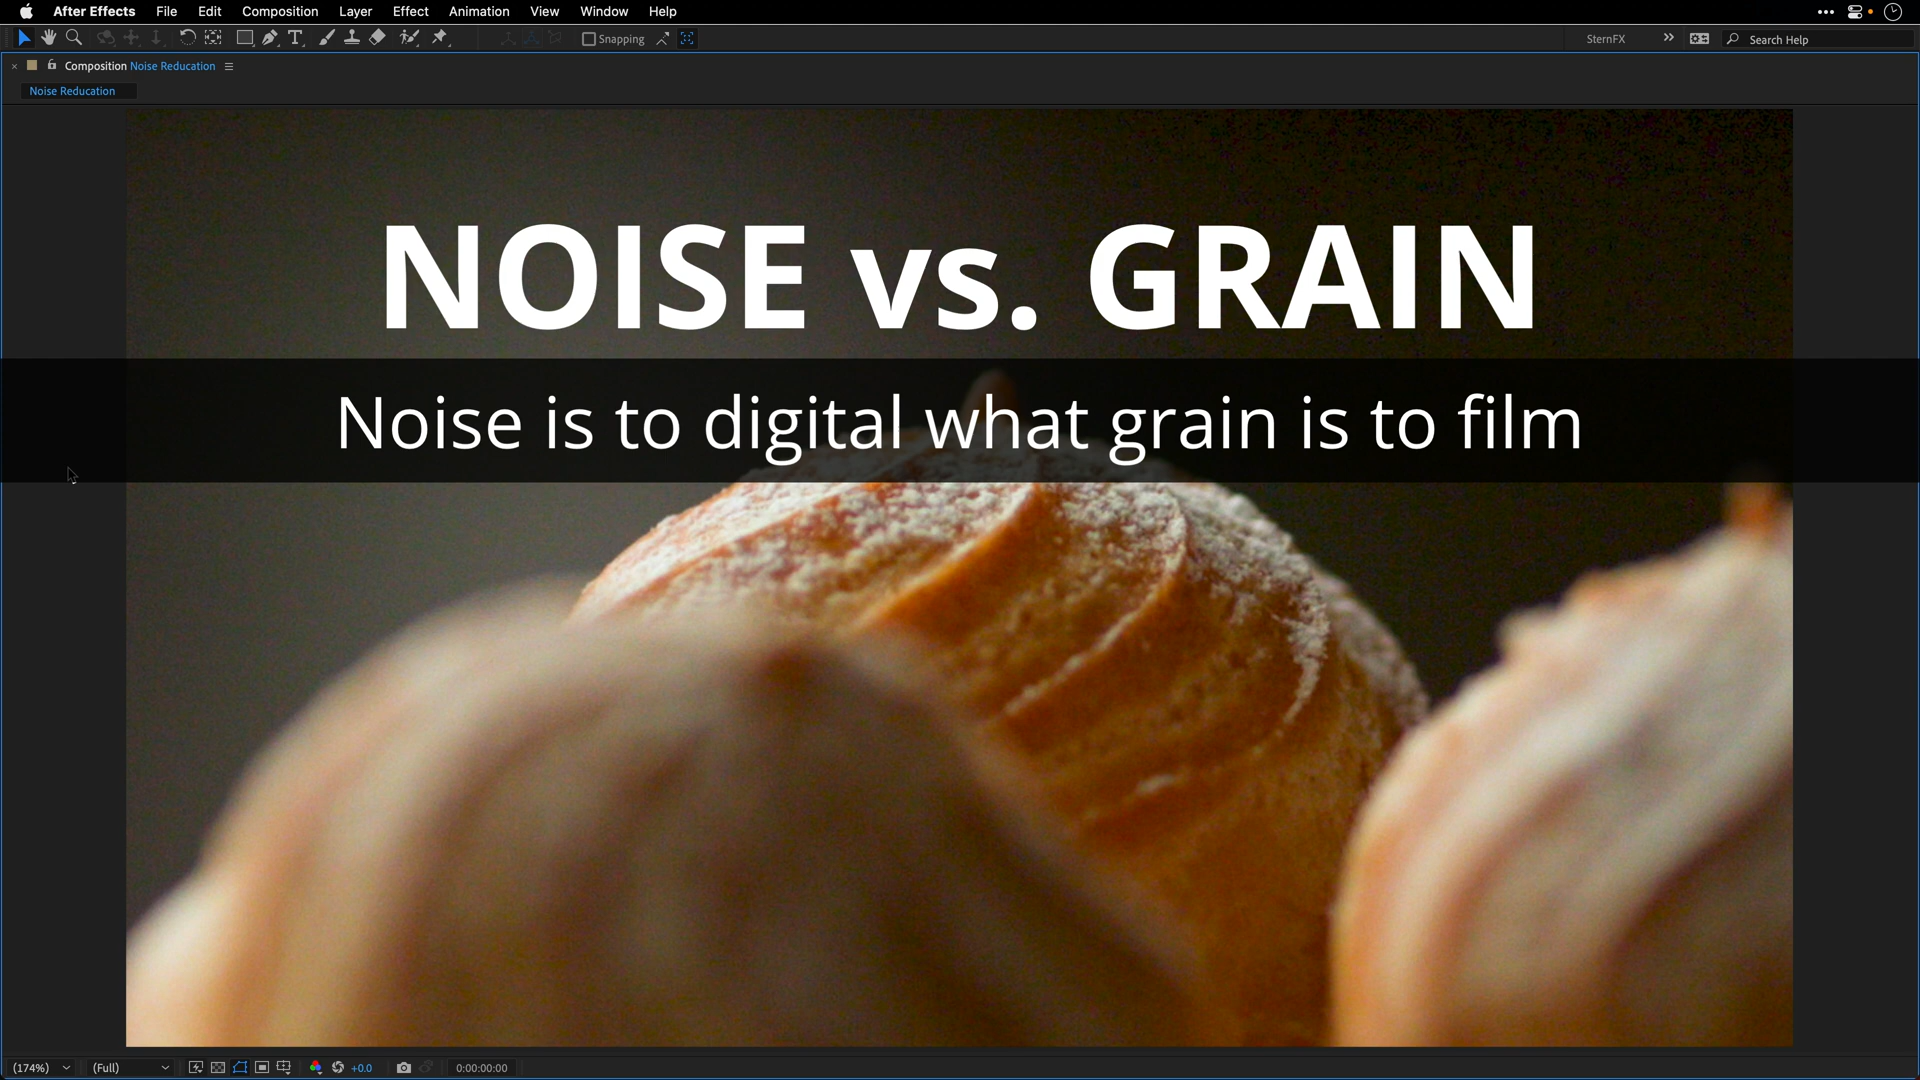 After Effects File Edit Composition Layer Effect Animation View Window Help
Snapping SternFX Search Help
Composition Noise Reducation
Noise Reducation
NOISE vs. GRAIN
Noise is to digital what grain is to film
(174%) (Full) +0.0 0:00:00:00